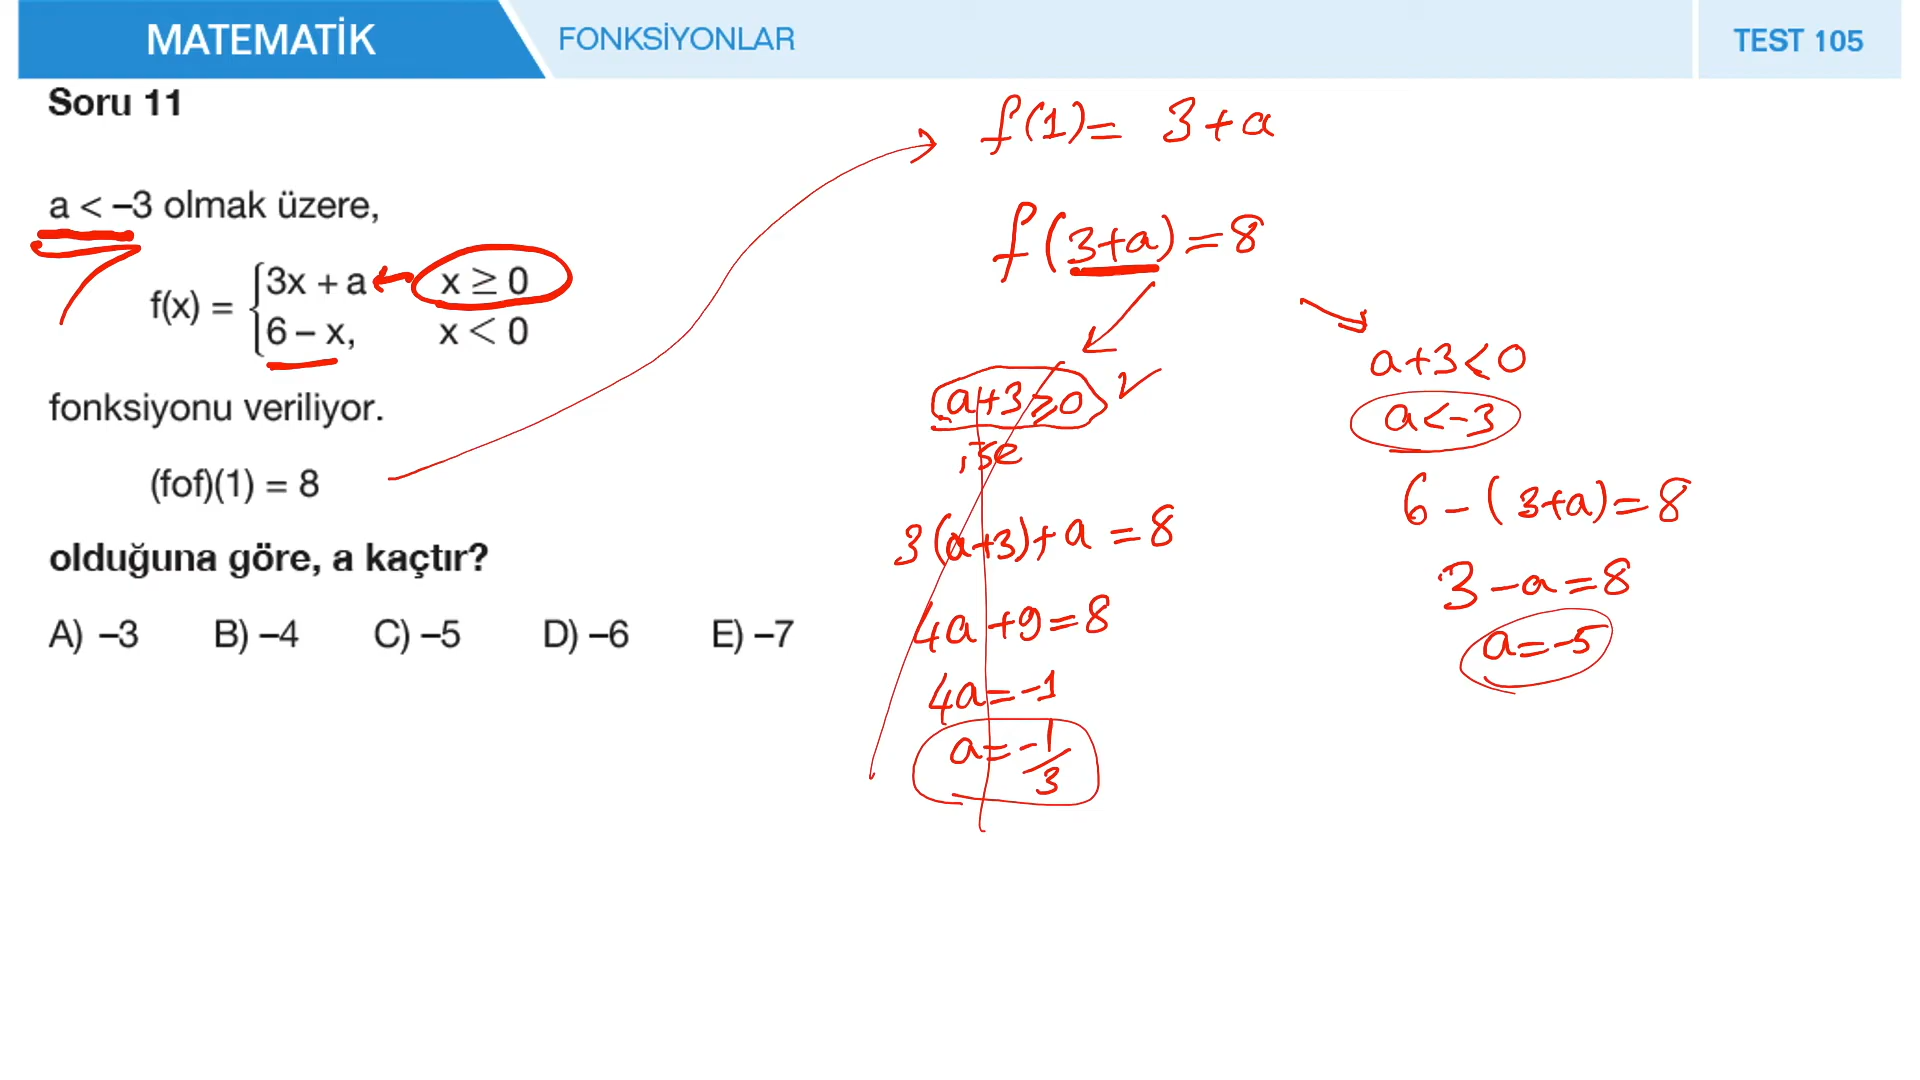 MATEMATİK
FONKSİYONLAR
TEST 105
Soru 11
a < –3 olmak üzere,
f(x) = { 3x + a x ≥ 0
6 – x, x < 0
fonksiyonu veriliyor.
(fof)(1) = 8
olduğuna göre, a kaçtır?
A) –3 B) –4 C) –5 D) –6 E) –7
f(1) = 3+a
f(3+a) = 8
a+3 ≥ 0
ise
3(a+3)+a = 8
4a+9=8
4a=-1
a=-1/3
a+3<0
a<-3
6-(3+a)=8
3-a=8
a=-5